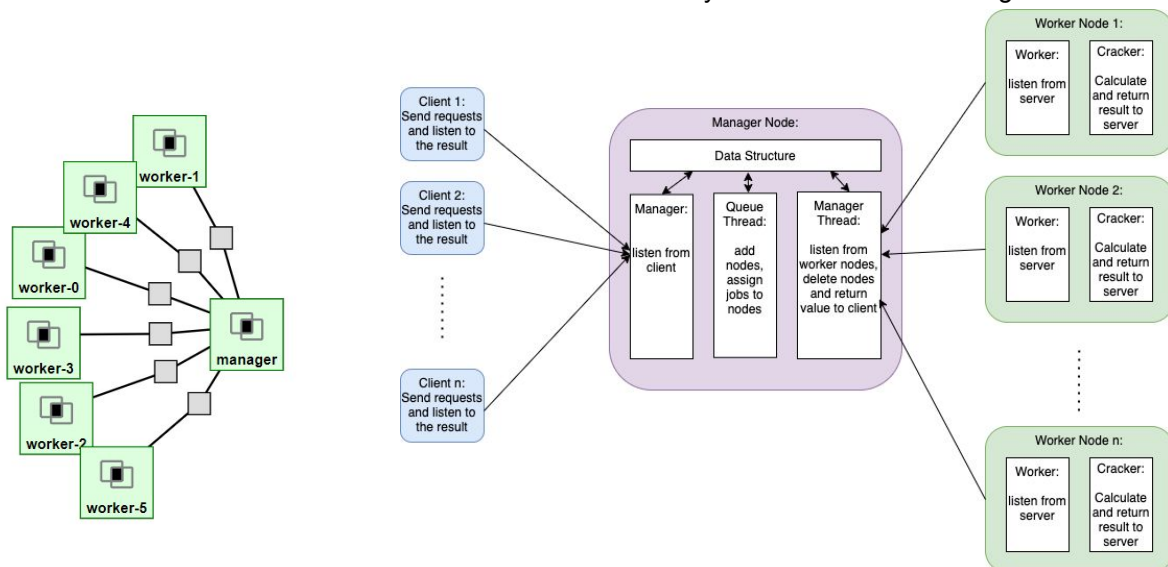 worker-1
worker-4
worker-0
worker-3
worker-2
worker-5
manager
Client 1:
Send requests
and listen to
the result
Client 2:
Send requests
and listen to
the result
Client n:
Send requests
and listen to
the result
Manager Node:
Data Structure
Manager:
listen from
client
Queue
Thread:
add
nodes,
assign
jobs to
nodes
Manager
Thread:
listen from
worker nodes,
delete nodes
and return
value to client
Worker Node 1:
Worker:
listen from
server
Cracker:
Calculate
and return
result to
server
Worker Node 2:
Worker:
listen from
server
Cracker:
Calculate
and return
result to
server
Worker Node n:
Worker:
listen from
server
Cracker:
Calculate
and return
result to
server